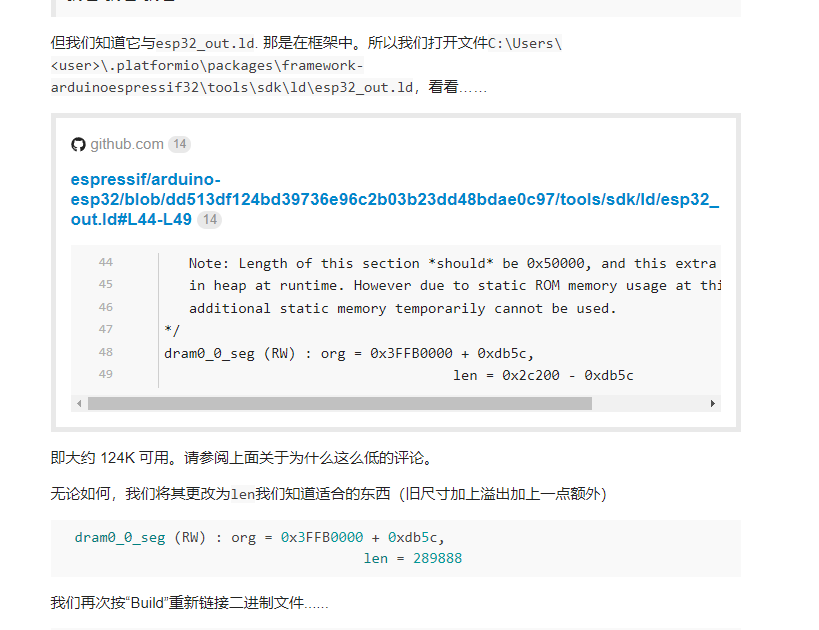 但我们知道它与esp32_out.ld. 那是在框架中。所以我们打开文件C:\Users\
<user>\.platformio\packages\framework-
arduinoespressif32\tools\sdk\ld\esp32_out.ld，看看……
github.com 14
espressif/arduino-
esp32/blob/dd513df124bd39736e96c2b03b23dd48bdae0c97/tools/sdk/ld/esp32_
out.ld#L44-L49 14
44 Note: Length of this section *should* be 0x50000, and this extra
45 in heap at runtime. However due to static ROM memory usage at thi
46 additional static memory temporarily cannot be used.
47 */
48 dram0_0_seg (RW) : org = 0x3FFB0000 + 0xdb5c,
49 len = 0x2c200 - 0xdb5c
即大约 124K 可用。请参阅上面关于为什么这么低的评论。
无论如何，我们将其更改为len我们知道适合的东西（旧尺寸加上溢出加上一点额外）
dram0_0_seg (RW) : org = 0x3FFB0000 + 0xdb5c,
len = 289888
我们再次按“Build”重新链接二进制文件……